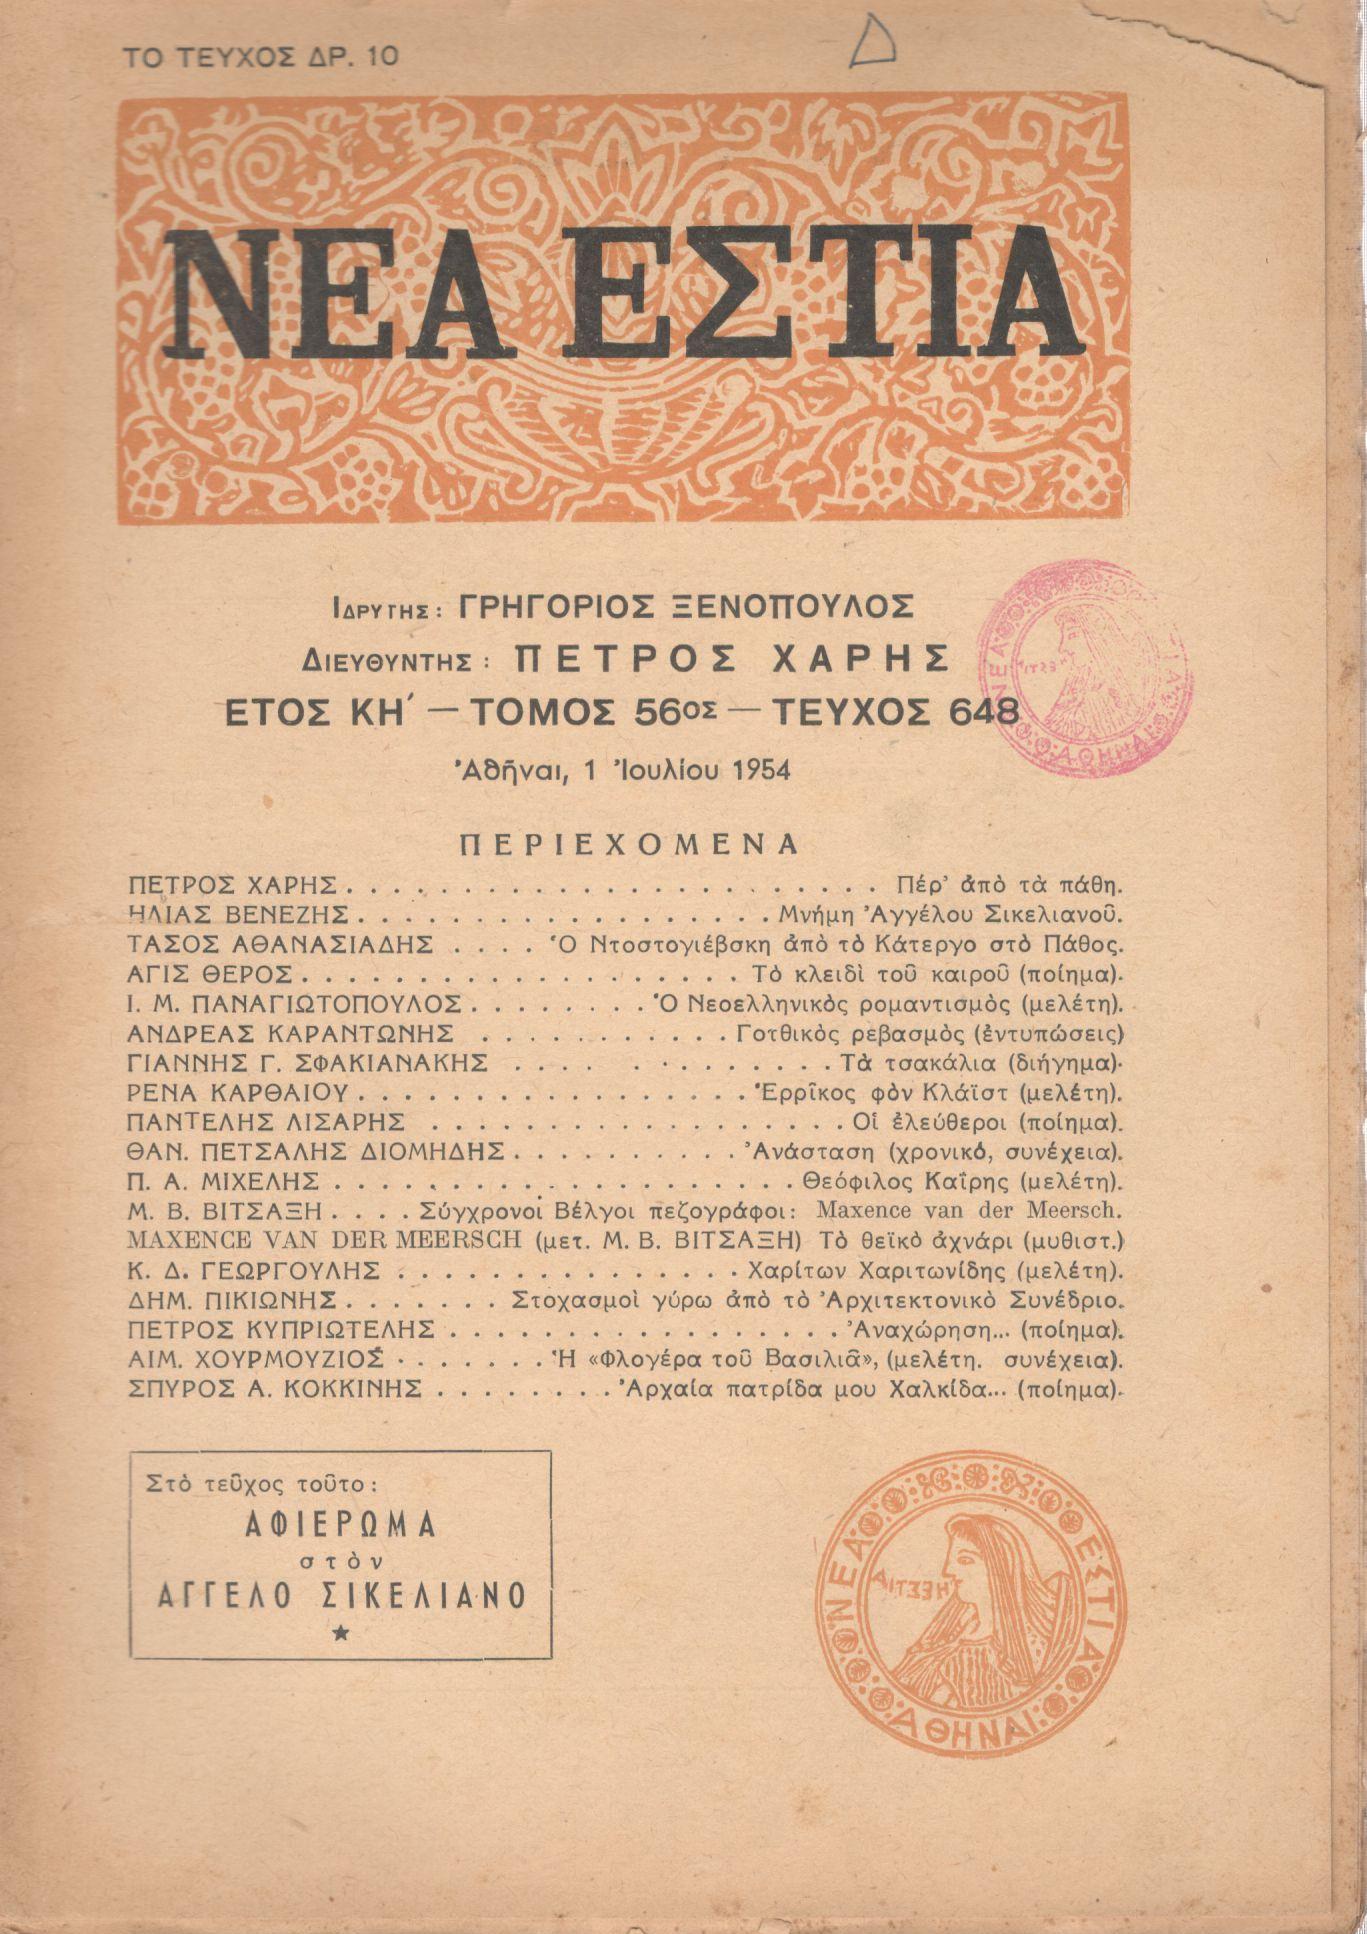 ΤΟ ΤΕΥΧΟΣ ΔΡ. 10
Δ
ΝΕΑ ΕΣΤΙΑ
ΙΔΡΥΤΗΣ: ΓΡΗΓΟΡΙΟΣ ΞΕΝΟΠΟΥΛΟΣ
ΔΙΕΥΘΥΝΤΗΣ: ΠΕΤΡΟΣ ΧΑΡΗΣ
ΕΤΟΣ ΚΗ΄ — ΤΟΜΟΣ 56ΟΣ — ΤΕΥΧΟΣ 648
Ἀθῆναι, 1 Ἰουλίου 1954
ΝΕΑ ΕΣΤΙΑ ΑΘΗΝΑΙ
ΠΕΡΙΕΧΟΜΕΝΑ
ΠΕΤΡΟΣ ΧΑΡΗΣ . . . . . . . . . . Πέρ' ἀπὸ τὰ πάθη.
ΗΛΙΑΣ ΒΕΝΕΖΗΣ . . . . . . . . . . Μνήμη Ἀγγέλου Σικελιανοῦ.
ΤΑΣΟΣ ΑΘΑΝΑΣΙΑΔΗΣ . . . . Ὁ Ντοστογιέβσκη ἀπὸ τὸ Κάτεργο στὸ Πάθος.
ΑΓΙΣ ΘΕΡΟΣ . . . . . . . . . . Τὸ κλειδὶ τοῦ καιροῦ (ποίημα).
Ι. Μ. ΠΑΝΑΓΙΩΤΟΠΟΥΛΟΣ . . . . . . . . Ὁ Νεοελληνικὸς ρομαντισμὸς (μελέτη).
ΑΝΔΡΕΑΣ ΚΑΡΑΝΤΩΝΗΣ . . . . . . . . . . Γοτθικὸς ρεβασμὸς (ἐντυπώσεις)
ΓΙΑΝΝΗΣ Γ. ΣΦΑΚΙΑΝΑΚΗΣ . . . . . . . . . . Τὰ τσακάλια (διήγημα).
ΡΕΝΑ ΚΑΡΘΑΙΟΥ . . . . . . . . . . Ἑρρῖκος φὸν Κλάϊστ (μελέτη).
ΠΑΝΤΕΛΗΣ ΛΙΣΑΡΗΣ . . . . . . . . . . Οἱ ἐλεύθεροι (ποίημα).
ΘΑΝ. ΠΕΤΣΑΛΗΣ ΔΙΟΜΗΔΗΣ . . . . . . . . . . Ἀνάσταση (χρονικό, συνέχεια).
Π. Α. ΜΙΧΕΛΗΣ . . . . . . . . . . Θεόφιλος Καΐρης (μελέτη).
Μ. Β. ΒΙΤΣΑΞΗ . . . . Σύγχρονοι Βέλγοι πεζογράφοι: Maxence van der Meersch.
MAXENCE VAN DER MEERSCH (μετ. Μ. Β. ΒΙΤΣΑΞΗ) Τὸ θεϊκὸ ἀχνάρι (μυθιστ.)
Κ. Δ. ΓΕΩΡΓΟΥΛΗΣ . . . . . . . . . . Χαρίτων Χαριτωνίδης (μελέτη).
ΔΗΜ. ΠΙΚΙΩΝΗΣ . . . . . . . Στοχασμοὶ γύρω ἀπὸ τὸ Ἀρχιτεκτονικὸ Συνέδριο.
ΠΕΤΡΟΣ ΚΥΠΡΙΩΤΕΛΗΣ . . . . . . . . . . Ἀναχώρηση... (ποίημα).
ΑΙΜ. ΧΟΥΡΜΟΥΖΙΟΣ . . . . . . . Ἡ «Φλογέρα τοῦ Βασιλιᾶ», (μελέτη. συνέχεια).
ΣΠΥΡΟΣ Α. ΚΟΚΚΙΝΗΣ . . . . . . . . Ἀρχαία πατρίδα μου Χαλκίδα... (ποίημα).
Στὸ τεῦχος τοῦτο:
ΑΦΙΕΡΩΜΑ
στὸν
ΑΓΓΕΛΟ ΣΙΚΕΛΙΑΝΟ
ΝΕΑ ΕΣΤΙΑ ΑΘΗΝΑΙ